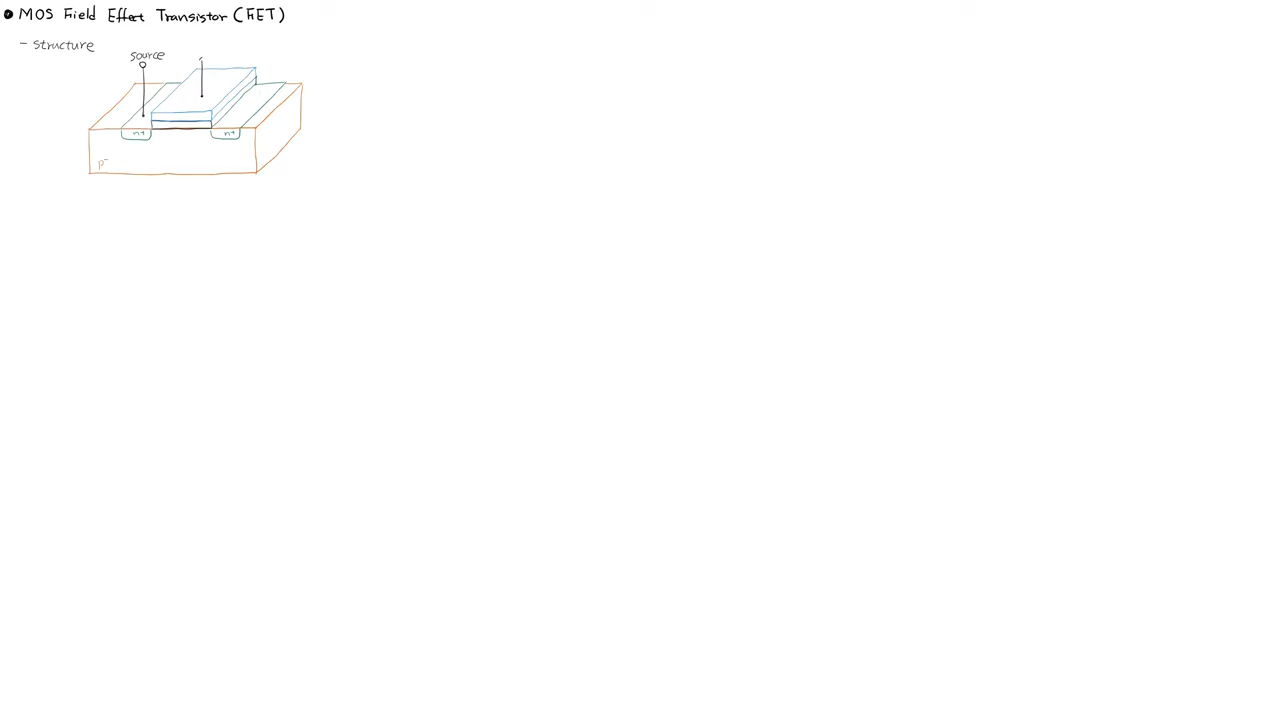 MOS Field Effect Transistor (FET)
- structure
source
n+ n+
p-